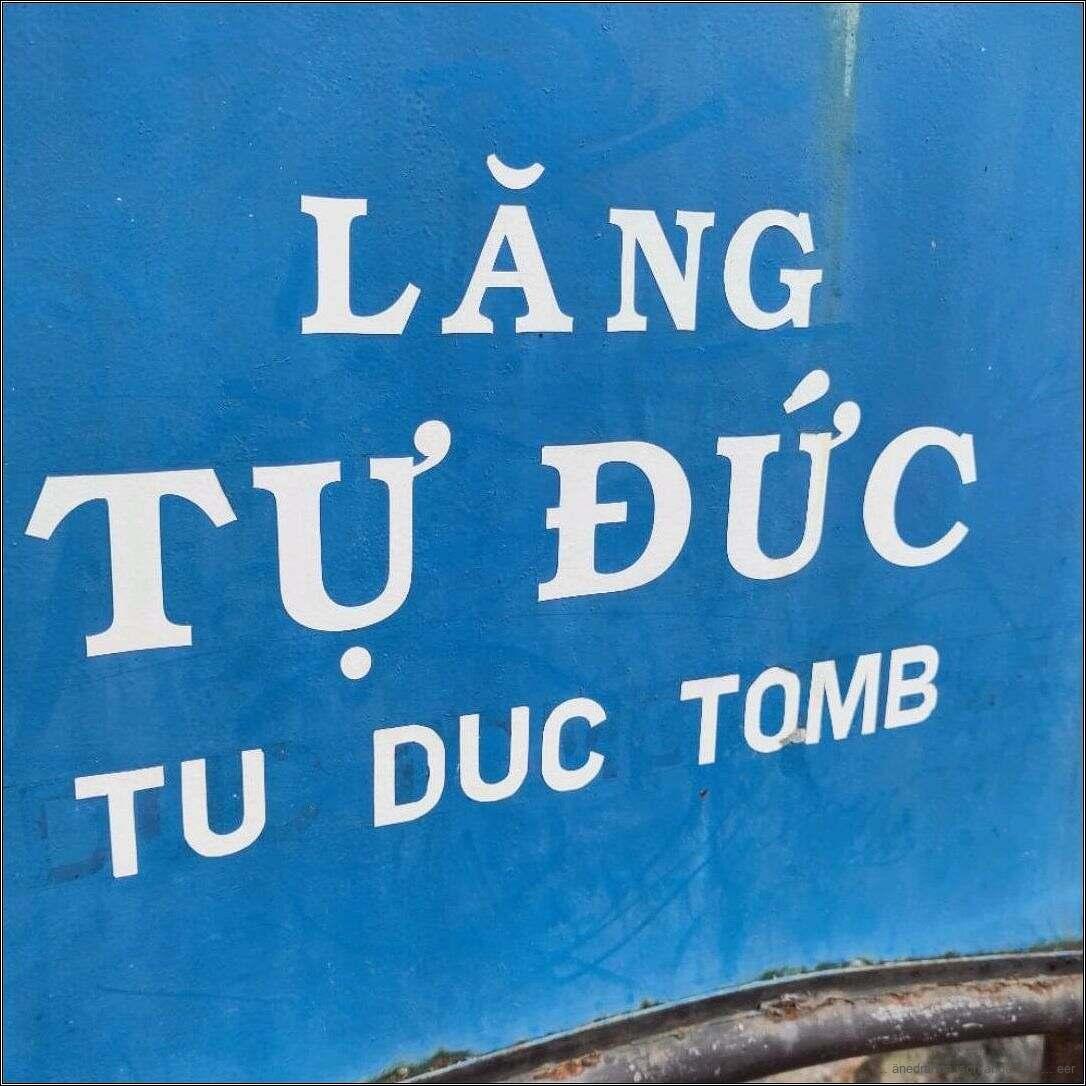 LĂNG
TỰ ĐỨC
TU DUC TOMB